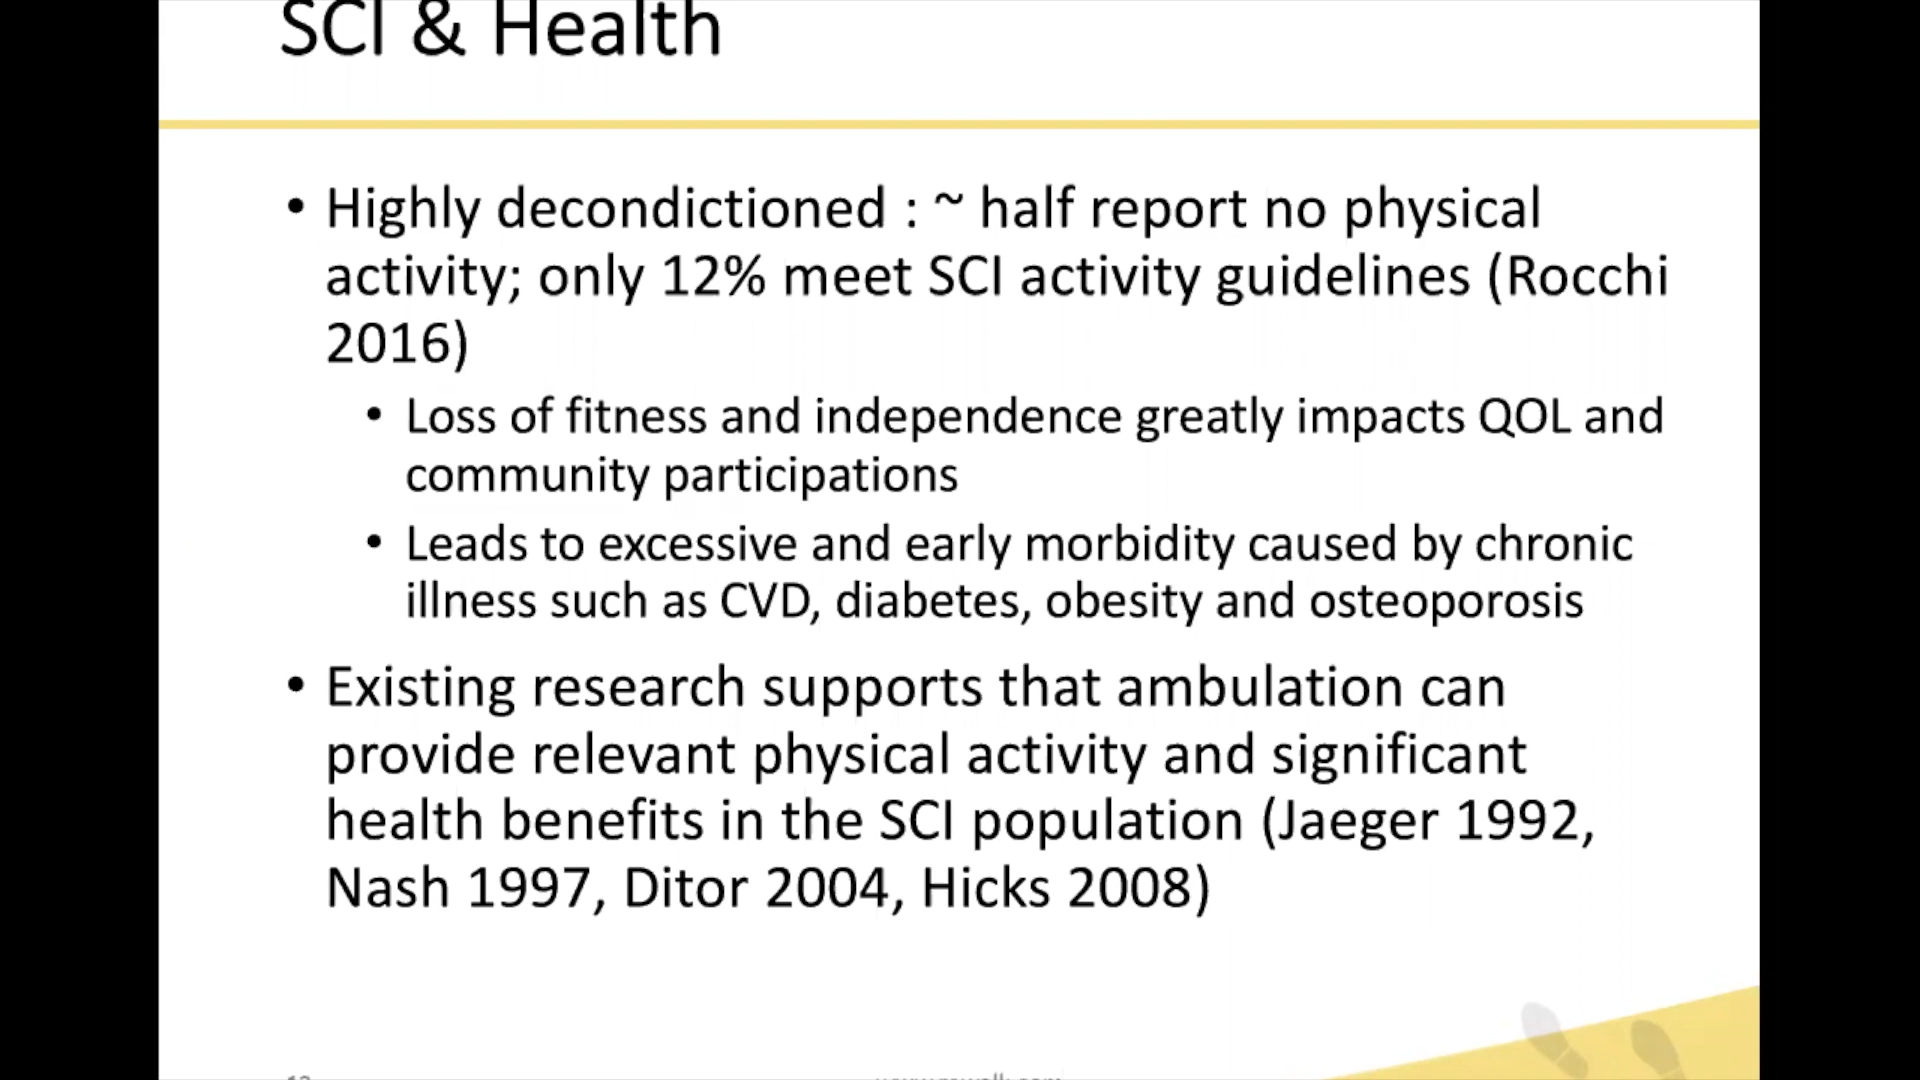 SCI & Health
• Highly decondictioned : ~ half report no physical
activity; only 12% meet SCI activity guidelines (Rocchi
2016)
• Loss of fitness and independence greatly impacts QOL and
community participations
• Leads to excessive and early morbidity caused by chronic
illness such as CVD, diabetes, obesity and osteoporosis
• Existing research supports that ambulation can
provide relevant physical activity and significant
health benefits in the SCI population (Jaeger 1992,
Nash 1997, Ditor 2004, Hicks 2008)